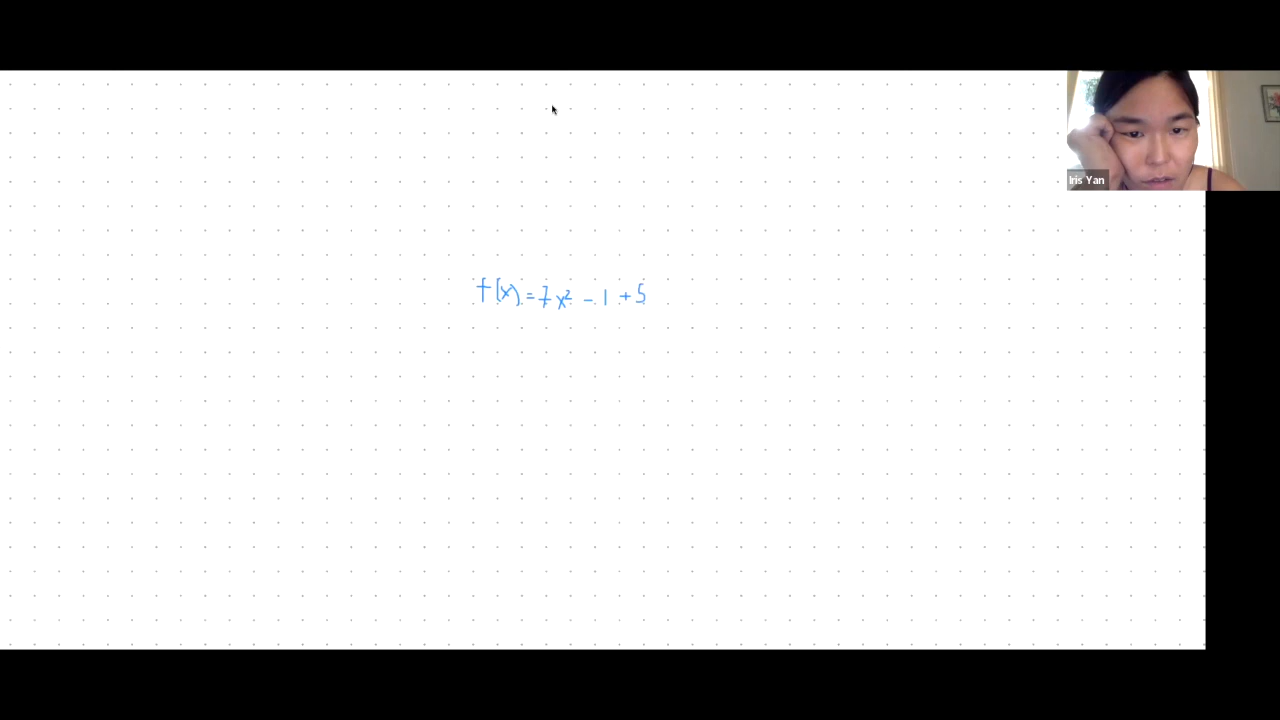 Iris Yan
f(x) = 7x² - 1 + 5